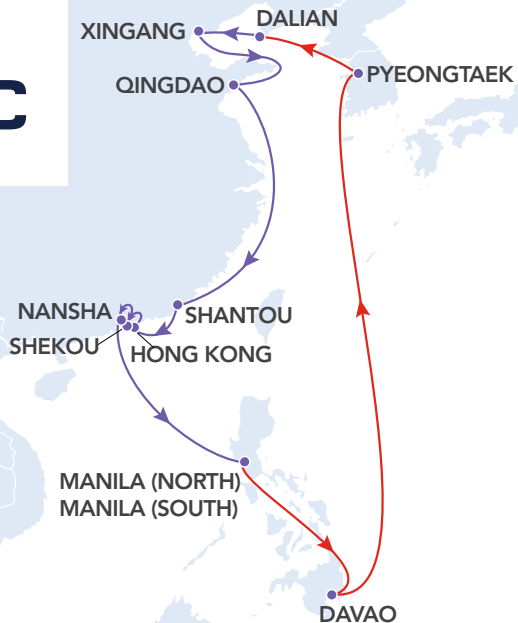 DALIAN
XINGANG
PYEONGTAEK
QINGDAO
C
NANSHA
SHANTOU
SHEKOU
HONG KONG
MANILA (NORTH)
MANILA (SOUTH)
DAVAO